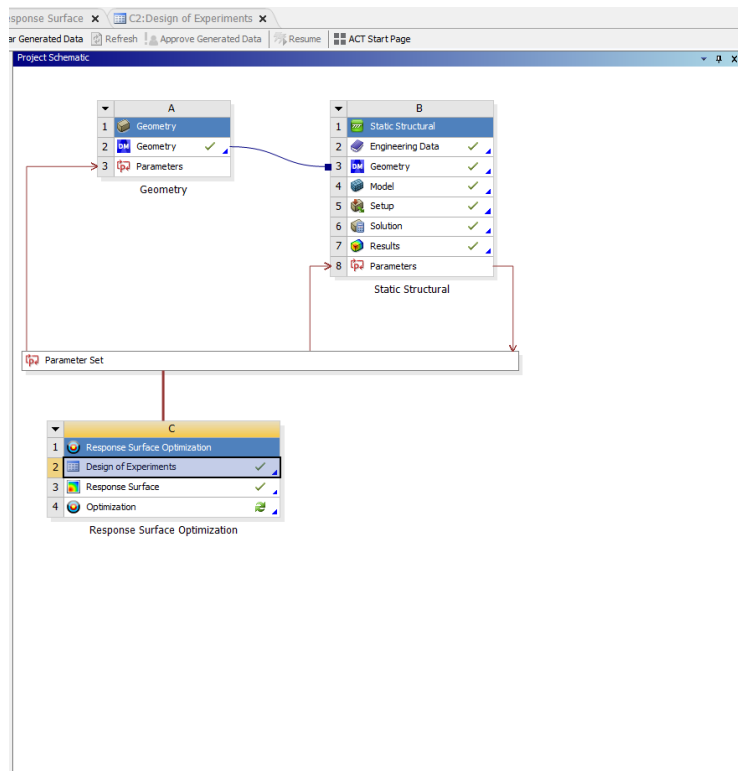 esponse Surface C2:Design of Experiments
ar Generated Data Refresh Approve Generated Data Resume ACT Start Page
Project Schematic
A
1 Geometry
2 DM Geometry
3 Parameters
Geometry
B
1 Static Structural
2 Engineering Data
3 DM Geometry
4 Model
5 Setup
6 Solution
7 Results
8 Parameters
Static Structural
Parameter Set
C
1 Response Surface Optimization
2 Design of Experiments
3 Response Surface
4 Optimization
Response Surface Optimization